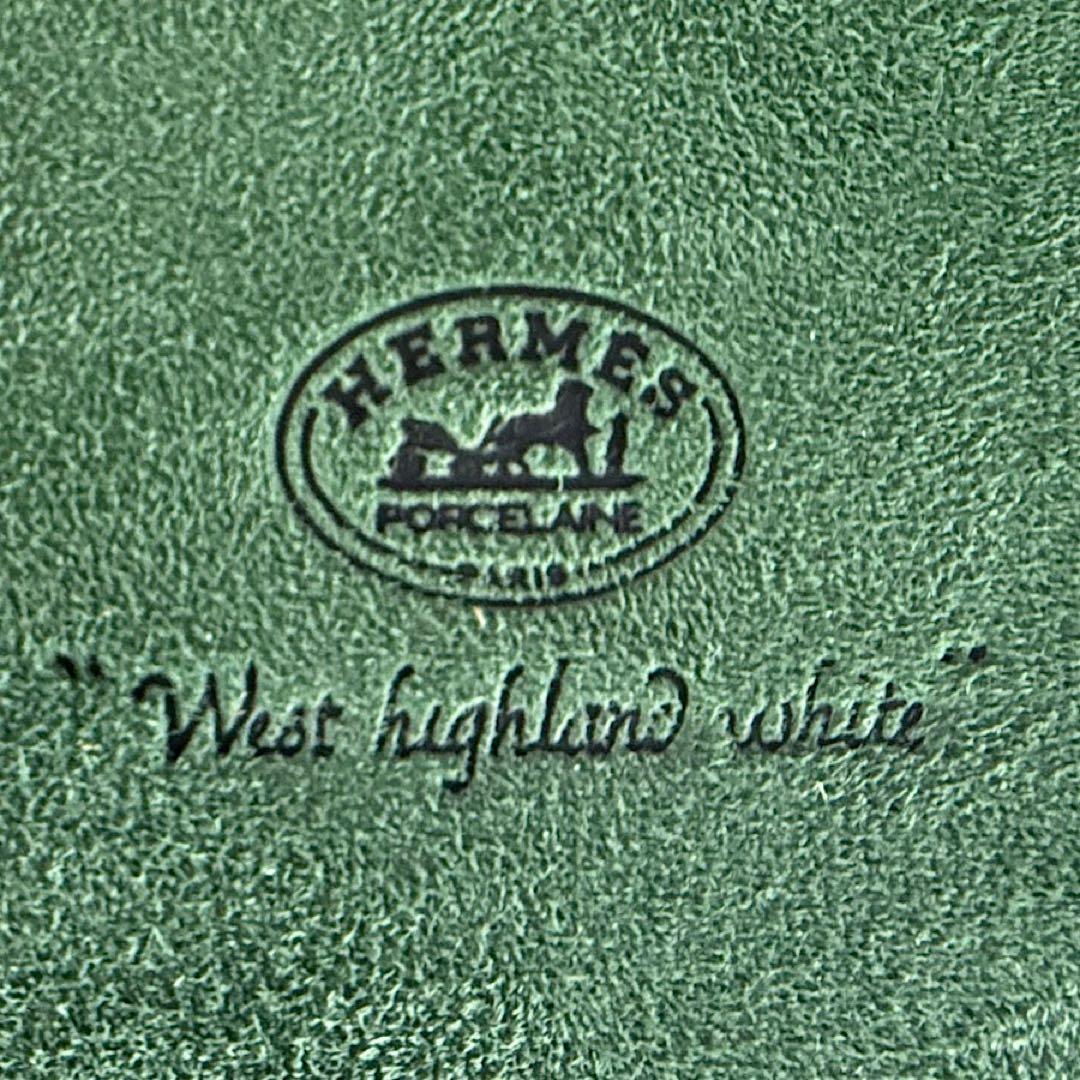 HERMES
PORCELAINE
PARIS
"West highland white"